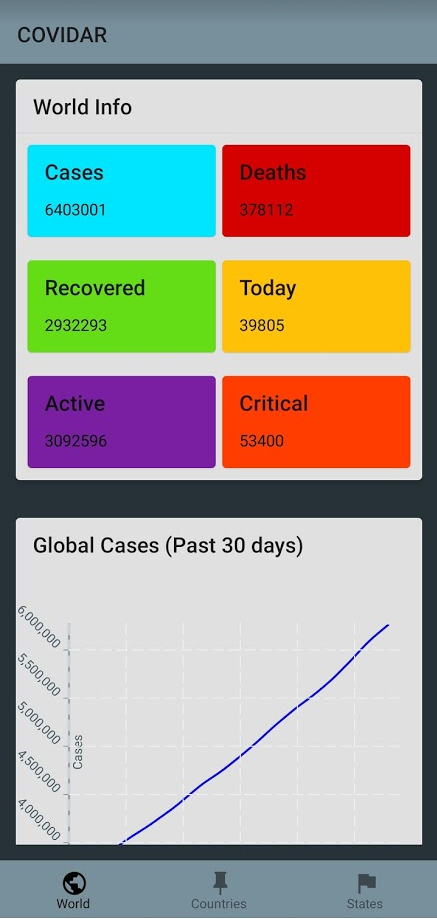 COVIDAR
World Info
Cases
Deaths
6403001
378112
Recovered
Today
2932293
39805
Active
Critical
3092596
53400
Global Cases (Past 30 days)
6,000,000
5,500,000
5,000,000
Cases
4,500,000
4,000,000
World
Countries
States